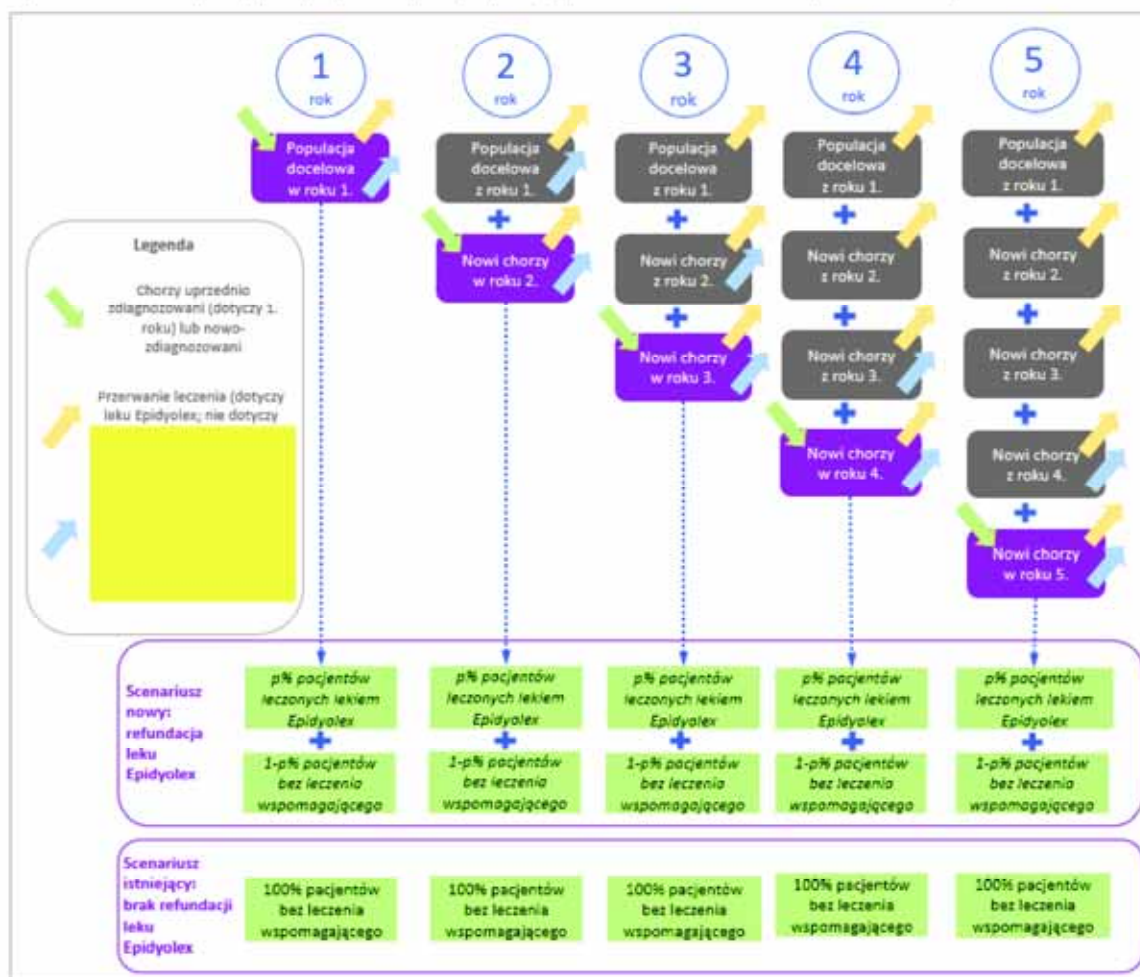 1
rok
2
rok
3
rok
4
rok
5
rok
Populacja
docelowa
w roku 1.
Populacja
docelowa
z roku 1.
Populacja
docelowa
z roku 1.
Populacja
docelowa
z roku 1.
Populacja
docelowa
z roku 1.
Nowi chorzy
w roku 2.
Nowi chorzy
z roku 2.
Nowi chorzy
z roku 2.
Nowi chorzy
z roku 2.
Nowi chorzy
w roku 3.
Nowi chorzy
z roku 3.
Nowi chorzy
z roku 3.
Nowi chorzy
w roku 4.
Nowi chorzy
z roku 4.
Nowi chorzy
w roku 5.
Legenda
Chorzy uprzednio
zdiagnozowani (dotyczy 1.
roku) lub nowo-
zdiagnozowani
Przerwanie leczenia (dotyczy
leku Epidyolex; nie dotyczy
Scenariusz
nowy:
refundacja
leku
Epidyolex
p% pacjentów
leczonych lekiem
Epidyolex
1-p% pacjentów
bez leczenia
wspomagającego
p% pacjentów
leczonych lekiem
Epidyolex
1-p% pacjentów
bez leczenia
wspomagającego
p% pacjentów
leczonych lekiem
Epidyolex
1-p% pacjentów
bez leczenia
wspomagającego
p% pacjentów
leczonych lekiem
Epidyolex
1-p% pacjentów
bez leczenia
wspomagającego
p% pacjentów
leczonych lekiem
Epidyolex
1-p% pacjentów
bez leczenia
wspomagającego
Scenariusz
istniejący:
brak refundacji
leku
Epidyolex
100% pacjentów
bez leczenia
wspomagającego
100% pacjentów
bez leczenia
wspomagającego
100% pacjentów
bez leczenia
wspomagającego
100% pacjentów
bez leczenia
wspomagającego
100% pacjentów
bez leczenia
wspomagającego